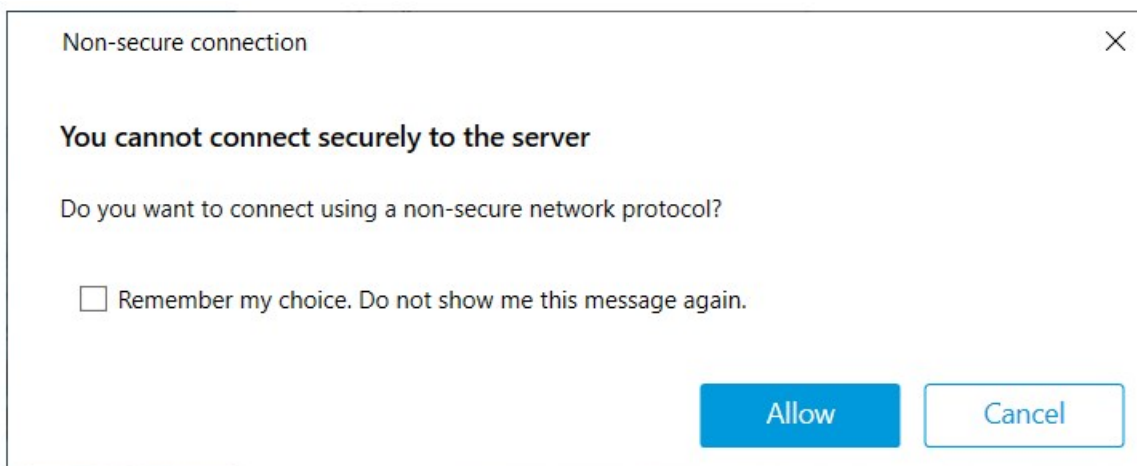 Non-secure connection
You cannot connect securely to the server
Do you want to connect using a non-secure network protocol?
Remember my choice. Do not show me this message again.
Allow
Cancel